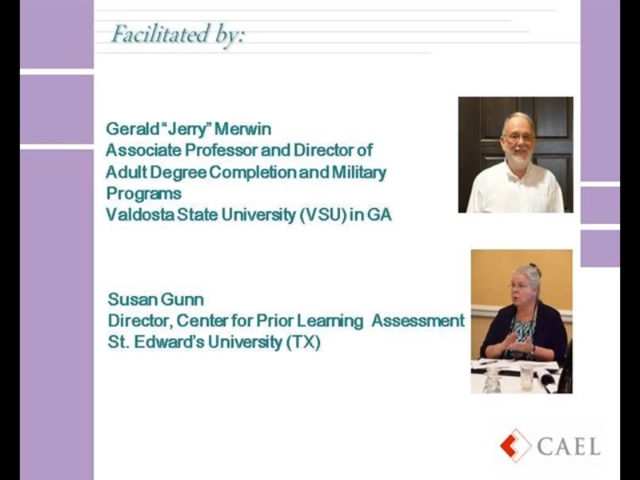 Facilitated by:
Gerald “Jerry” Merwin
Associate Professor and Director of
Adult Degree Completion and Military
Programs
Valdosta State University (VSU) in GA
Susan Gunn
Director, Center for Prior Learning Assessment
St. Edward’s University (TX)
CAEL